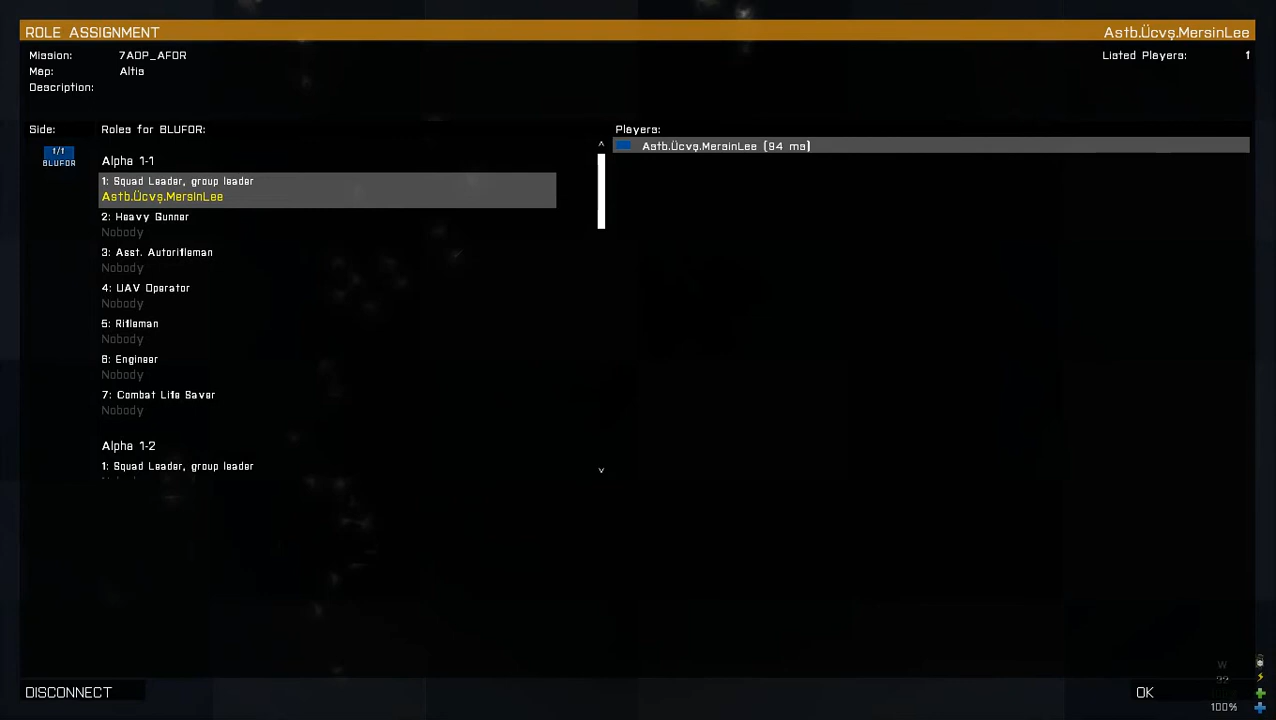 ROLE ASSIGNMENT
Astb.Ücvş.MersinLee
Mission: 7AOP_AFOR
Listed Players: 1
Map: Altis
Description:
Side:
Roles for BLUFOR:
Players:
1/1
BLUFOR
Astb.Ücvş.MersinLee (94 ms)
Alpha 1-1
1: Squad Leader, group leader
Astb.Ücvş.MersinLee
2: Heavy Gunner
Nobody
3: Asst. Autorifleman
Nobody
4: UAV Operator
Nobody
5: Rifleman
Nobody
6: Engineer
Nobody
7: Combat Life Saver
Nobody
Alpha 1-2
1: Squad Leader, group leader
W
DISCONNECT
OK
100%